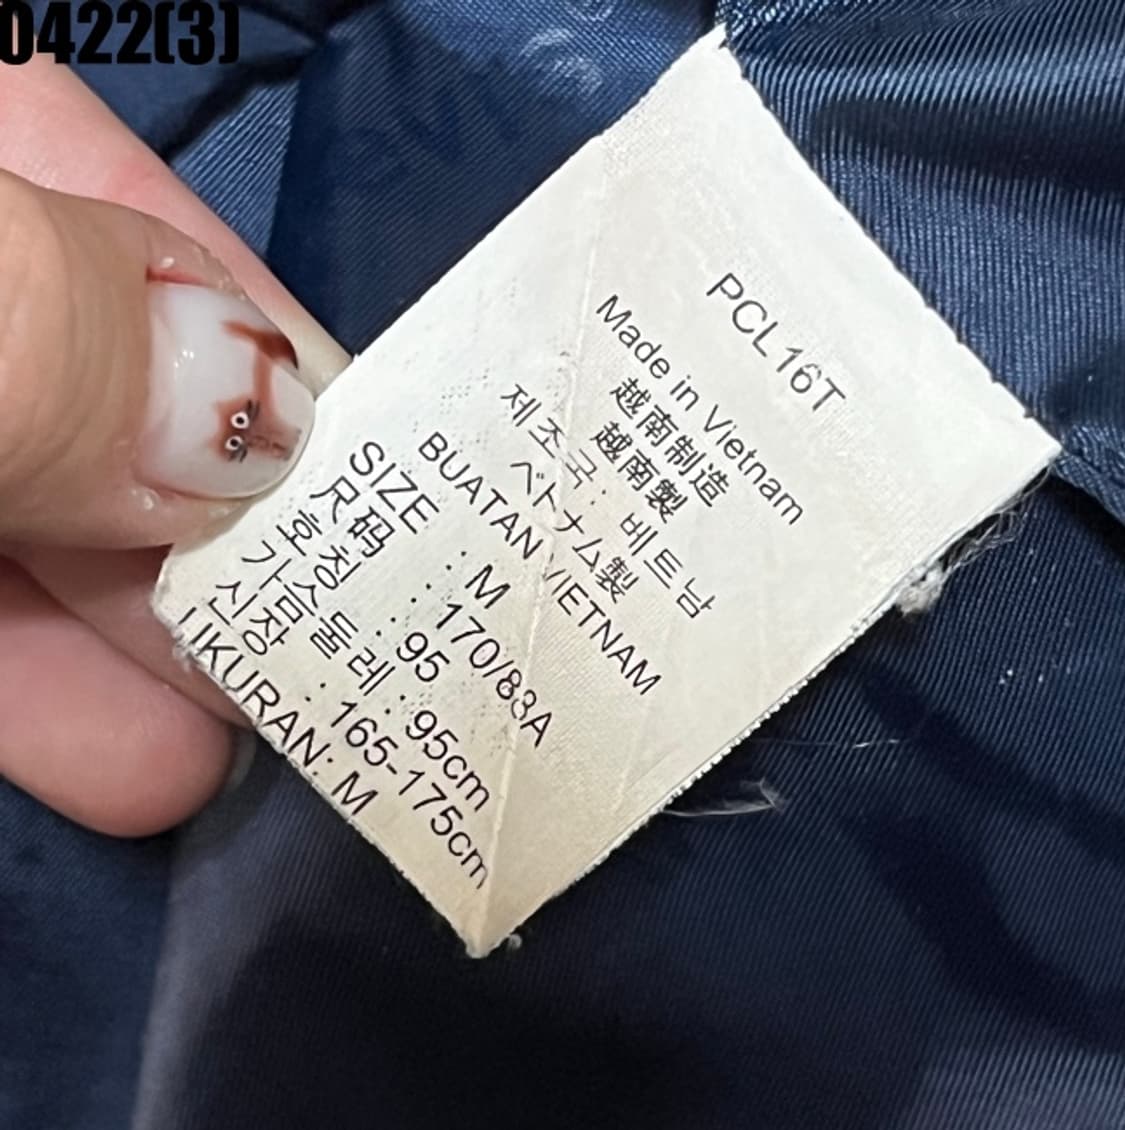 0422(3)
PCL16T
Made in Vietnam
越南制造
越南製
제조국: 베트남
ベトナム製
BUATAN VIETNAM
SIZE : M
尺码 : 170/88A
호칭 : 95
가슴둘레 : 95cm
신장 : 165-175cm
UKURAN: M